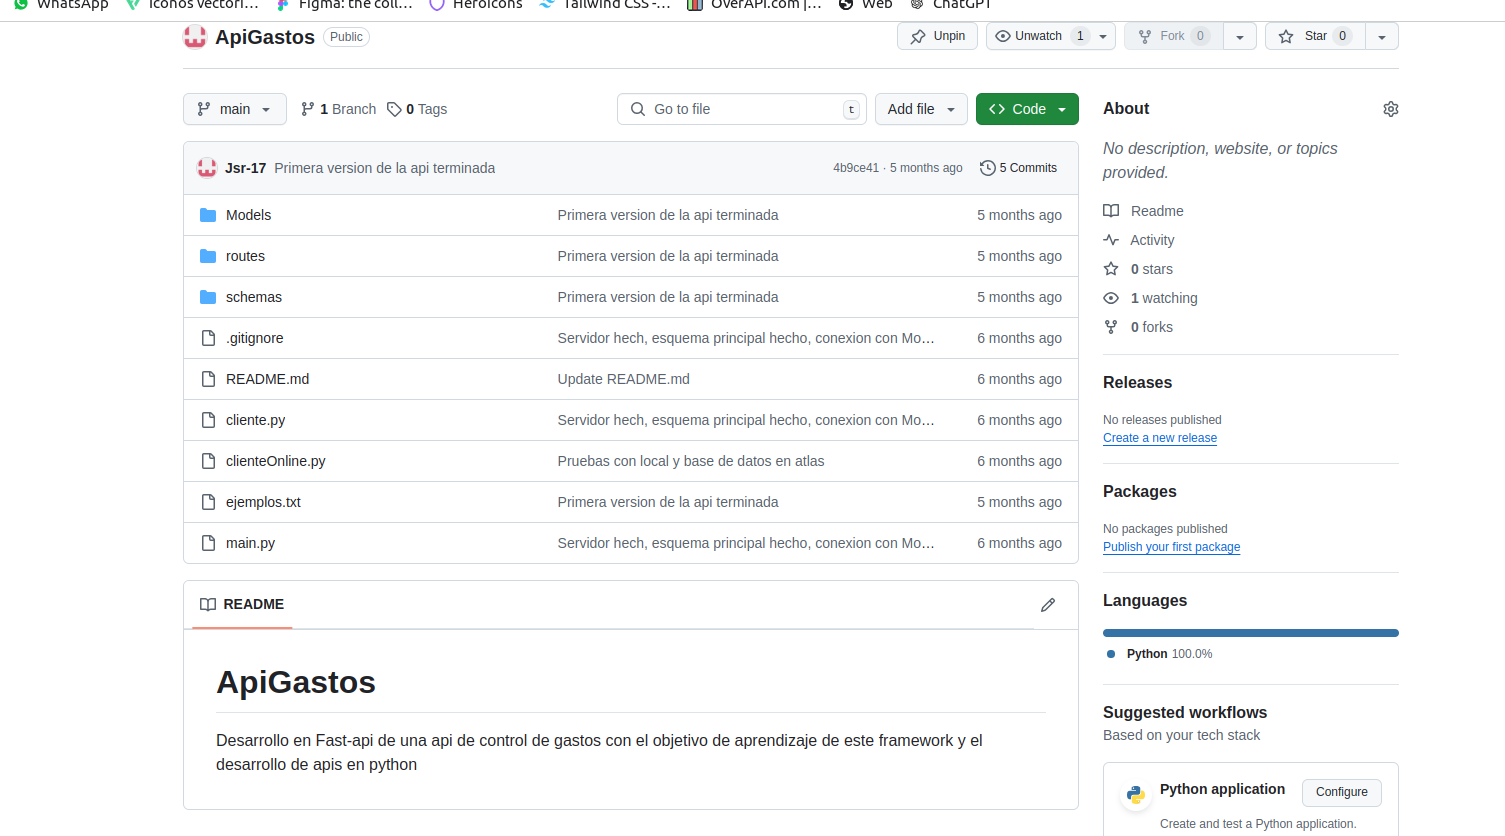 WhatsApp Iconos vectori... Figma: the coll... Heroicons Tailwind CSS -... OverAPI.com |... Web ChatGPT
ApiGastos Public Unpin Unwatch 1 Fork 0 Star 0
main 1 Branch 0 Tags Go to file t Add file Code
Jsr-17 Primera version de la api terminada 4b9ce41 · 5 months ago 5 Commits
Models Primera version de la api terminada 5 months ago
routes Primera version de la api terminada 5 months ago
schemas Primera version de la api terminada 5 months ago
.gitignore Servidor hech, esquema principal hecho, conexion con Mo... 6 months ago
README.md Update README.md 6 months ago
cliente.py Servidor hech, esquema principal hecho, conexion con Mo... 6 months ago
clienteOnline.py Pruebas con local y base de datos en atlas 6 months ago
ejemplos.txt Primera version de la api terminada 5 months ago
main.py Servidor hech, esquema principal hecho, conexion con Mo... 6 months ago
README
ApiGastos
Desarrollo en Fast-api de una api de control de gastos con el objetivo de aprendizaje de este framework y el
desarrollo de apis en python
About
No description, website, or topics
provided.
Readme
Activity
0 stars
1 watching
0 forks
Releases
No releases published
Create a new release
Packages
No packages published
Publish your first package
Languages
Python 100.0%
Suggested workflows
Based on your tech stack
Python application Configure
Create and test a Python application.